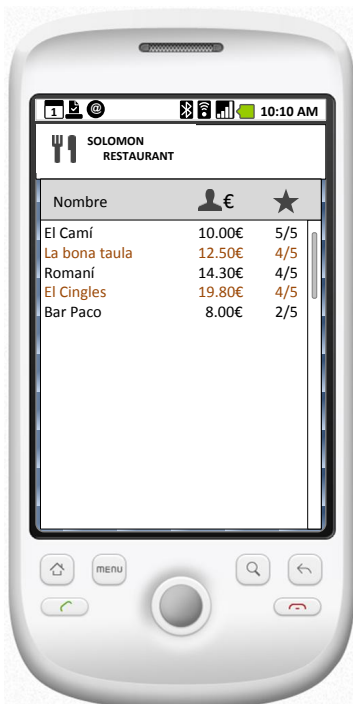 1 @ 10:10 AM
SOLOMON
RESTAURANT
Nombre €
El Camí 10.00€ 5/5
La bona taula 12.50€ 4/5
Romaní 14.30€ 4/5
El Cingles 19.80€ 4/5
Bar Paco 8.00€ 2/5
MENU